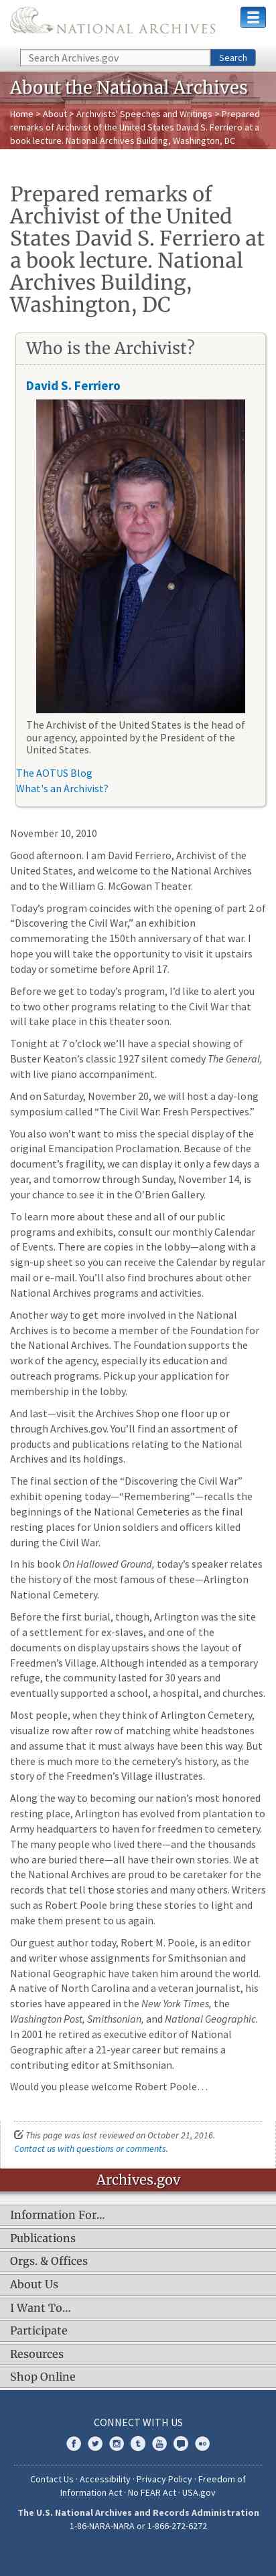 NATIONAL ARCHIVES
Search Archives.gov
Search
About the National Archives
Home > About > Archivists' Speeches and Writings > Prepared
remarks of Archivist of the United States David S. Ferriero at a
book lecture. National Archives Building, Washington, DC
Prepared remarks of
Archivist of the United
States David S. Ferriero at
a book lecture. National
Archives Building,
Washington, DC
Who is the Archivist?
David S. Ferriero
The Archivist of the United States is the head of
our agency, appointed by the President of the
United States.
The AOTUS Blog
What's an Archivist?
November 10, 2010
Good afternoon. I am David Ferriero, Archivist of the
United States, and welcome to the National Archives
and to the William G. McGowan Theater.
Today’s program coincides with the opening of part 2 of
“Discovering the Civil War,” an exhibition
commemorating the 150th anniversary of that war. I
hope you will take the opportunity to visit it upstairs
today or sometime before April 17.
Before we get to today’s program, I’d like to alert you
to two other programs relating to the Civil War that
will take place in this theater soon.
Tonight at 7 o’clock we’ll have a special showing of
Buster Keaton’s classic 1927 silent comedy The General,
with live piano accompaniment.
And on Saturday, November 20, we will host a day-long
symposium called “The Civil War: Fresh Perspectives.”
You also won’t want to miss the special display of the
original Emancipation Proclamation. Because of the
document’s fragility, we can display it only a few days a
year, and tomorrow through Sunday, November 14, is
your chance to see it in the O’Brien Gallery.
To learn more about these and all of our public
programs and exhibits, consult our monthly Calendar
of Events. There are copies in the lobby—along with a
sign-up sheet so you can receive the Calendar by regular
mail or e-mail. You’ll also find brochures about other
National Archives programs and activities.
Another way to get more involved in the National
Archives is to become a member of the Foundation for
the National Archives. The Foundation supports the
work of the agency, especially its education and
outreach programs. Pick up your application for
membership in the lobby.
And last—visit the Archives Shop one floor up or
through Archives.gov. You’ll find an assortment of
products and publications relating to the National
Archives and its holdings.
The final section of the “Discovering the Civil War”
exhibit opening today—“Remembering”—recalls the
beginnings of the National Cemeteries as the final
resting places for Union soldiers and officers killed
during the Civil War.
In his book On Hallowed Ground, today’s speaker relates
the history of the most famous of these—Arlington
National Cemetery.
Before the first burial, though, Arlington was the site
of a settlement for ex-slaves, and one of the
documents on display upstairs shows the layout of
Freedmen’s Village. Although intended as a temporary
refuge, the community lasted for 30 years and
eventually supported a school, a hospital, and churches.
Most people, when they think of Arlington Cemetery,
visualize row after row of matching white headstones
and assume that it must always have been this way. But
there is much more to the cemetery’s history, as the
story of the Freedmen’s Village illustrates.
Along the way to becoming our nation’s most honored
resting place, Arlington has evolved from plantation to
Army headquarters to haven for freedmen to cemetery.
The many people who lived there—and the thousands
who are buried there—all have their own stories. We at
the National Archives are proud to be caretaker for the
records that tell those stories and many others. Writers
such as Robert Poole bring these stories to light and
make them present to us again.
Our guest author today, Robert M. Poole, is an editor
and writer whose assignments for Smithsonian and
National Geographic have taken him around the world.
A native of North Carolina and a veteran journalist, his
stories have appeared in the New York Times, the
Washington Post, Smithsonian, and National Geographic.
In 2001 he retired as executive editor of National
Geographic after a 21-year career but remains a
contributing editor at Smithsonian.
Would you please welcome Robert Poole. . .
This page was last reviewed on October 21, 2016.
Contact us with questions or comments.
Archives.gov
Information For…
Publications
Orgs. & Offices
About Us
I Want To…
Participate
Resources
Shop Online
CONNECT WITH US
Contact Us · Accessibility · Privacy Policy · Freedom of
Information Act · No FEAR Act · USA.gov
The U.S. National Archives and Records Administration
1-86-NARA-NARA or 1-866-272-6272